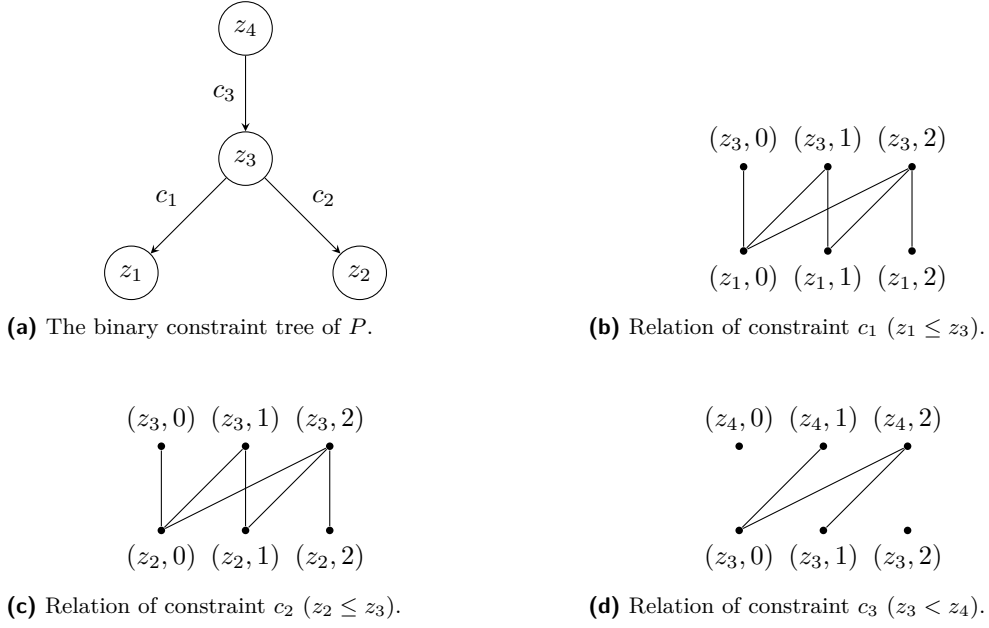 z₄
c₃
z₃
c₁ c₂
z₁ z₂
(a) The binary constraint tree of P.
(z₃, 0) (z₃, 1) (z₃, 2)
(z₁, 0) (z₁, 1) (z₁, 2)
(b) Relation of constraint c₁ (z₁ ≤ z₃).
(z₃, 0) (z₃, 1) (z₃, 2)
(z₂, 0) (z₂, 1) (z₂, 2)
(c) Relation of constraint c₂ (z₂ ≤ z₃).
(z₄, 0) (z₄, 1) (z₄, 2)
(z₃, 0) (z₃, 1) (z₃, 2)
(d) Relation of constraint c₃ (z₃ < z₄).